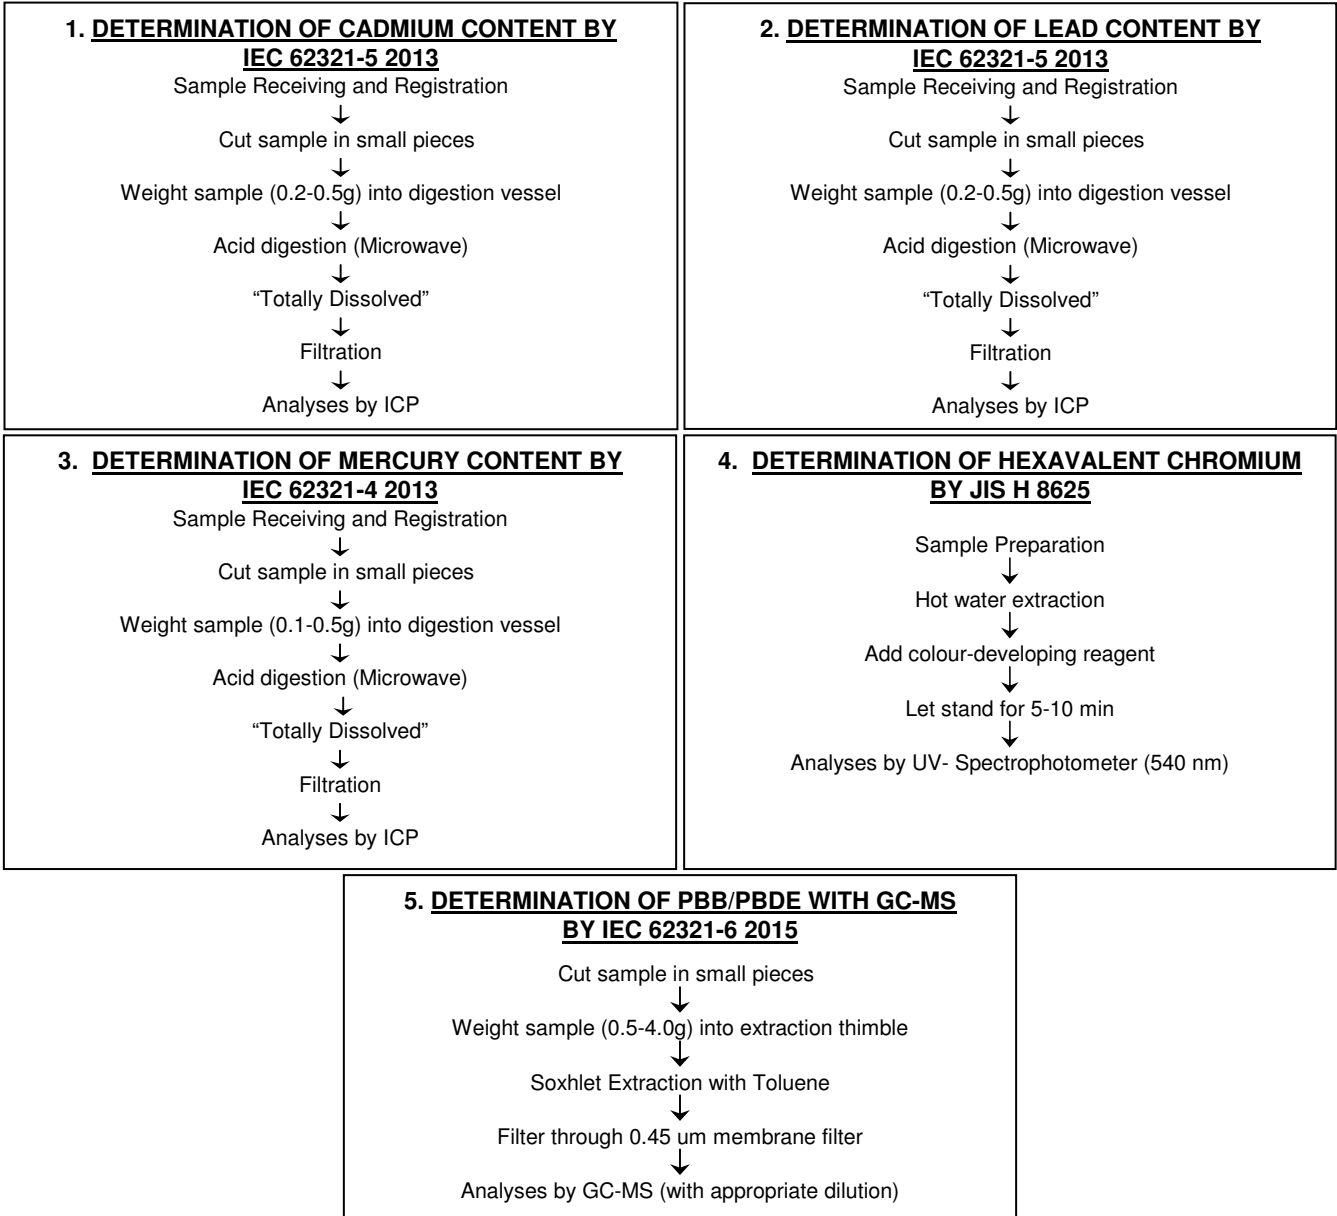 1. DETERMINATION OF CADMIUM CONTENT BY
IEC 62321-5 2013
Sample Receiving and Registration
Cut sample in small pieces
Weight sample (0.2-0.5g) into digestion vessel
Acid digestion (Microwave)
“Totally Dissolved”
Filtration
Analyses by ICP
2. DETERMINATION OF LEAD CONTENT BY
IEC 62321-5 2013
Sample Receiving and Registration
Cut sample in small pieces
Weight sample (0.2-0.5g) into digestion vessel
Acid digestion (Microwave)
“Totally Dissolved”
Filtration
Analyses by ICP
3. DETERMINATION OF MERCURY CONTENT BY
IEC 62321-4 2013
Sample Receiving and Registration
Cut sample in small pieces
Weight sample (0.1-0.5g) into digestion vessel
Acid digestion (Microwave)
“Totally Dissolved”
Filtration
Analyses by ICP
4. DETERMINATION OF HEXAVALENT CHROMIUM
BY JIS H 8625
Sample Preparation
Hot water extraction
Add colour-developing reagent
Let stand for 5-10 min
Analyses by UV- Spectrophotometer (540 nm)
5. DETERMINATION OF PBB/PBDE WITH GC-MS
BY IEC 62321-6 2015
Cut sample in small pieces
Weight sample (0.5-4.0g) into extraction thimble
Soxhlet Extraction with Toluene
Filter through 0.45 um membrane filter
Analyses by GC-MS (with appropriate dilution)